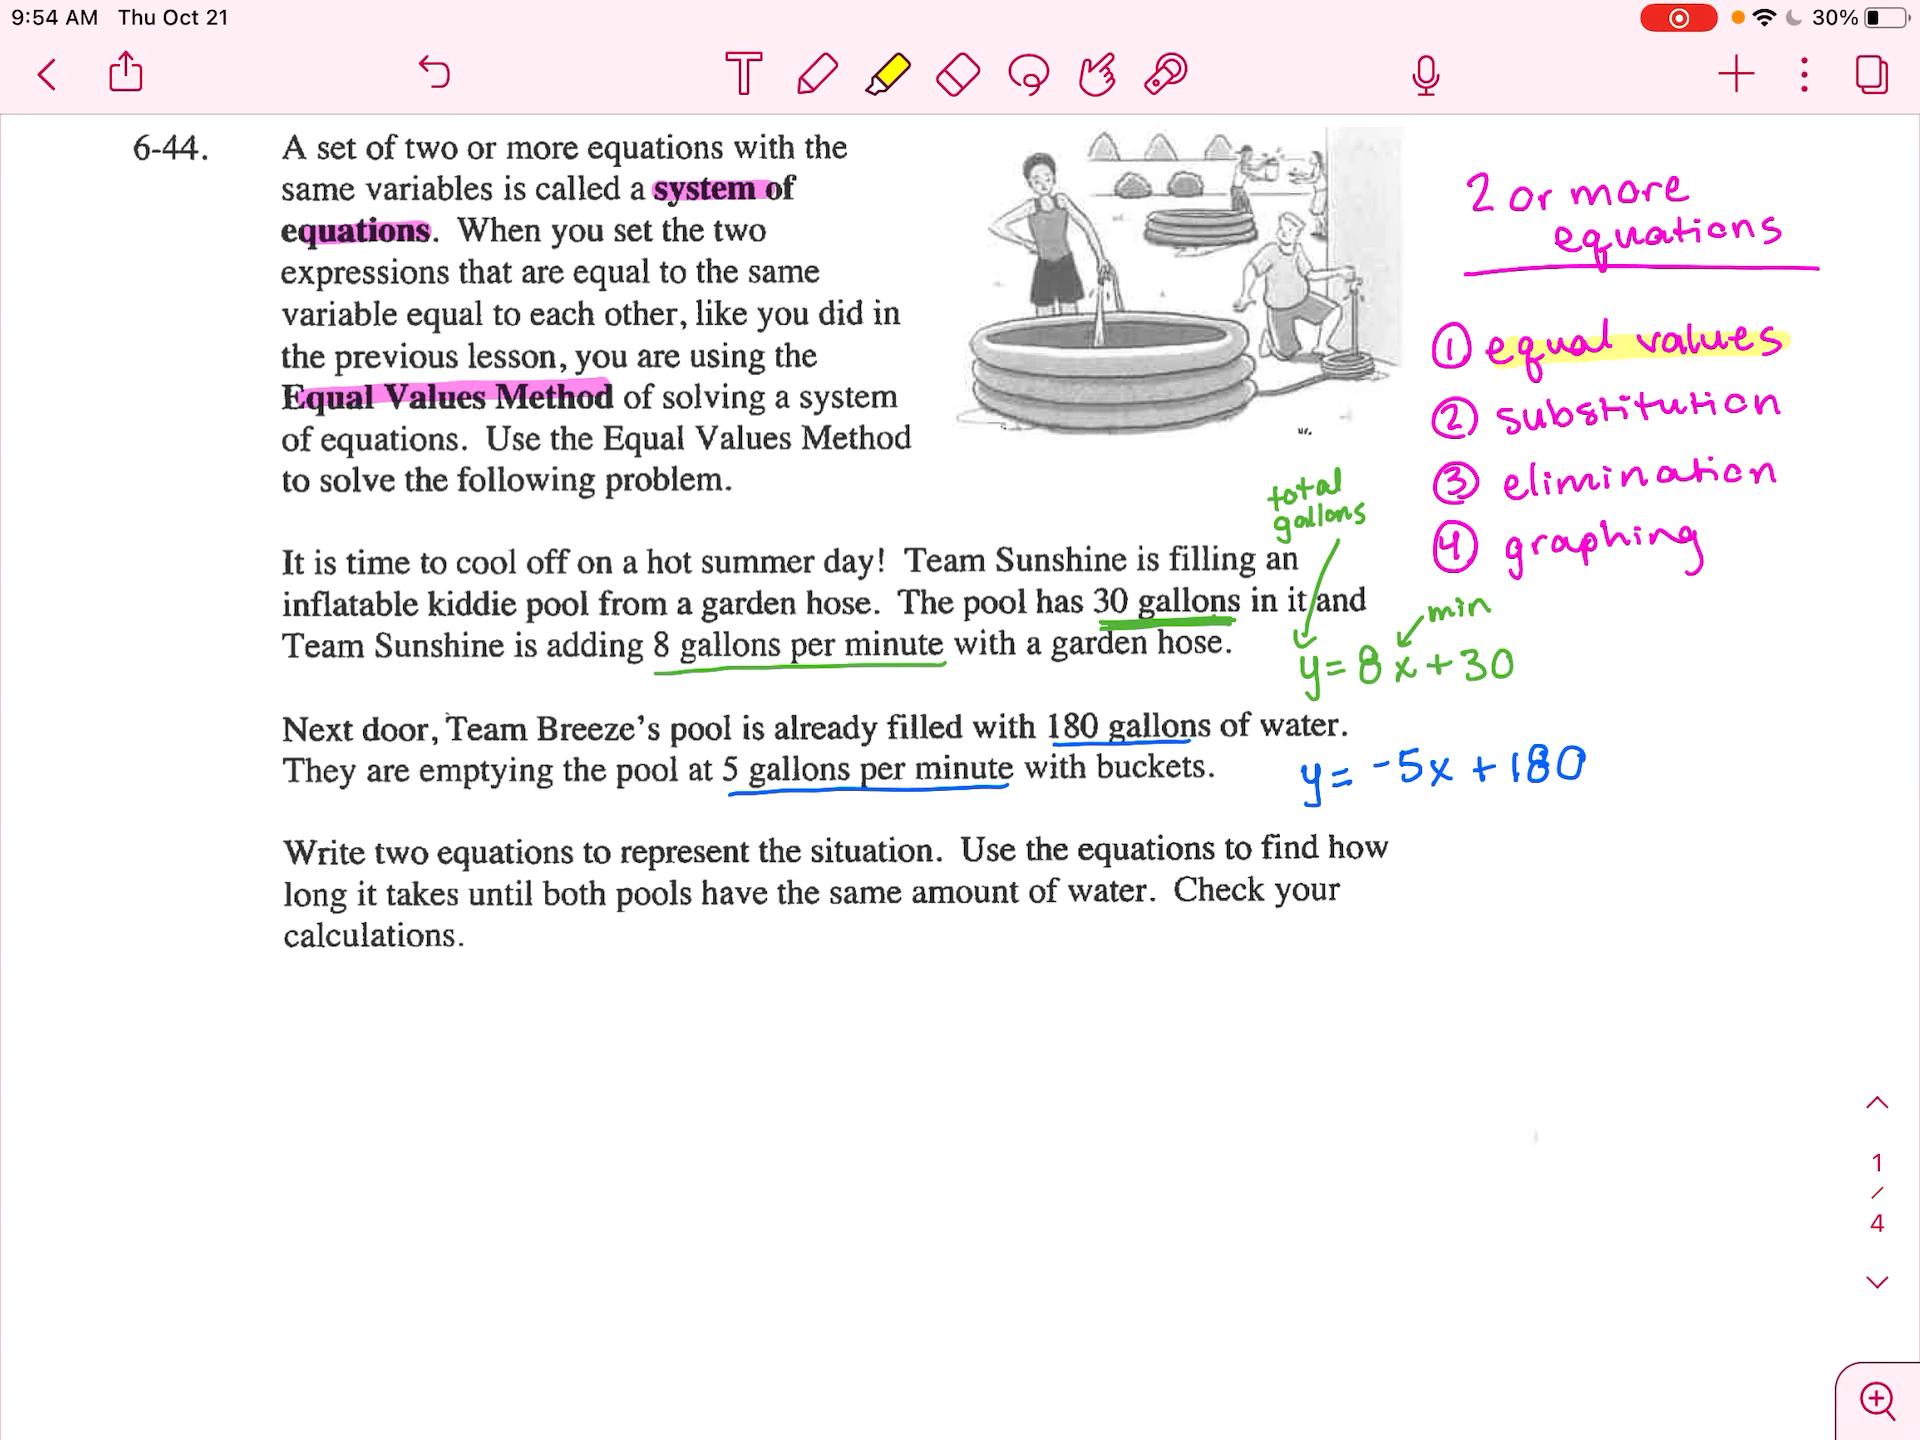 9:54 AM Thu Oct 21
30%
T
6-44.
A set of two or more equations with the
same variables is called a system of
equations. When you set the two
expressions that are equal to the same
variable equal to each other, like you did in
the previous lesson, you are using the
Equal Values Method of solving a system
of equations. Use the Equal Values Method
to solve the following problem.
2 or more
equations
① equal values
② substitution
③ elimination
④ graphing
total
gallons
It is time to cool off on a hot summer day! Team Sunshine is filling an
inflatable kiddie pool from a garden hose. The pool has 30 gallons in it and
Team Sunshine is adding 8 gallons per minute with a garden hose.
min
y = 8x + 30
Next door, Team Breeze's pool is already filled with 180 gallons of water.
They are emptying the pool at 5 gallons per minute with buckets.
y = -5x + 180
Write two equations to represent the situation. Use the equations to find how
long it takes until both pools have the same amount of water. Check your
calculations.
1
/
4